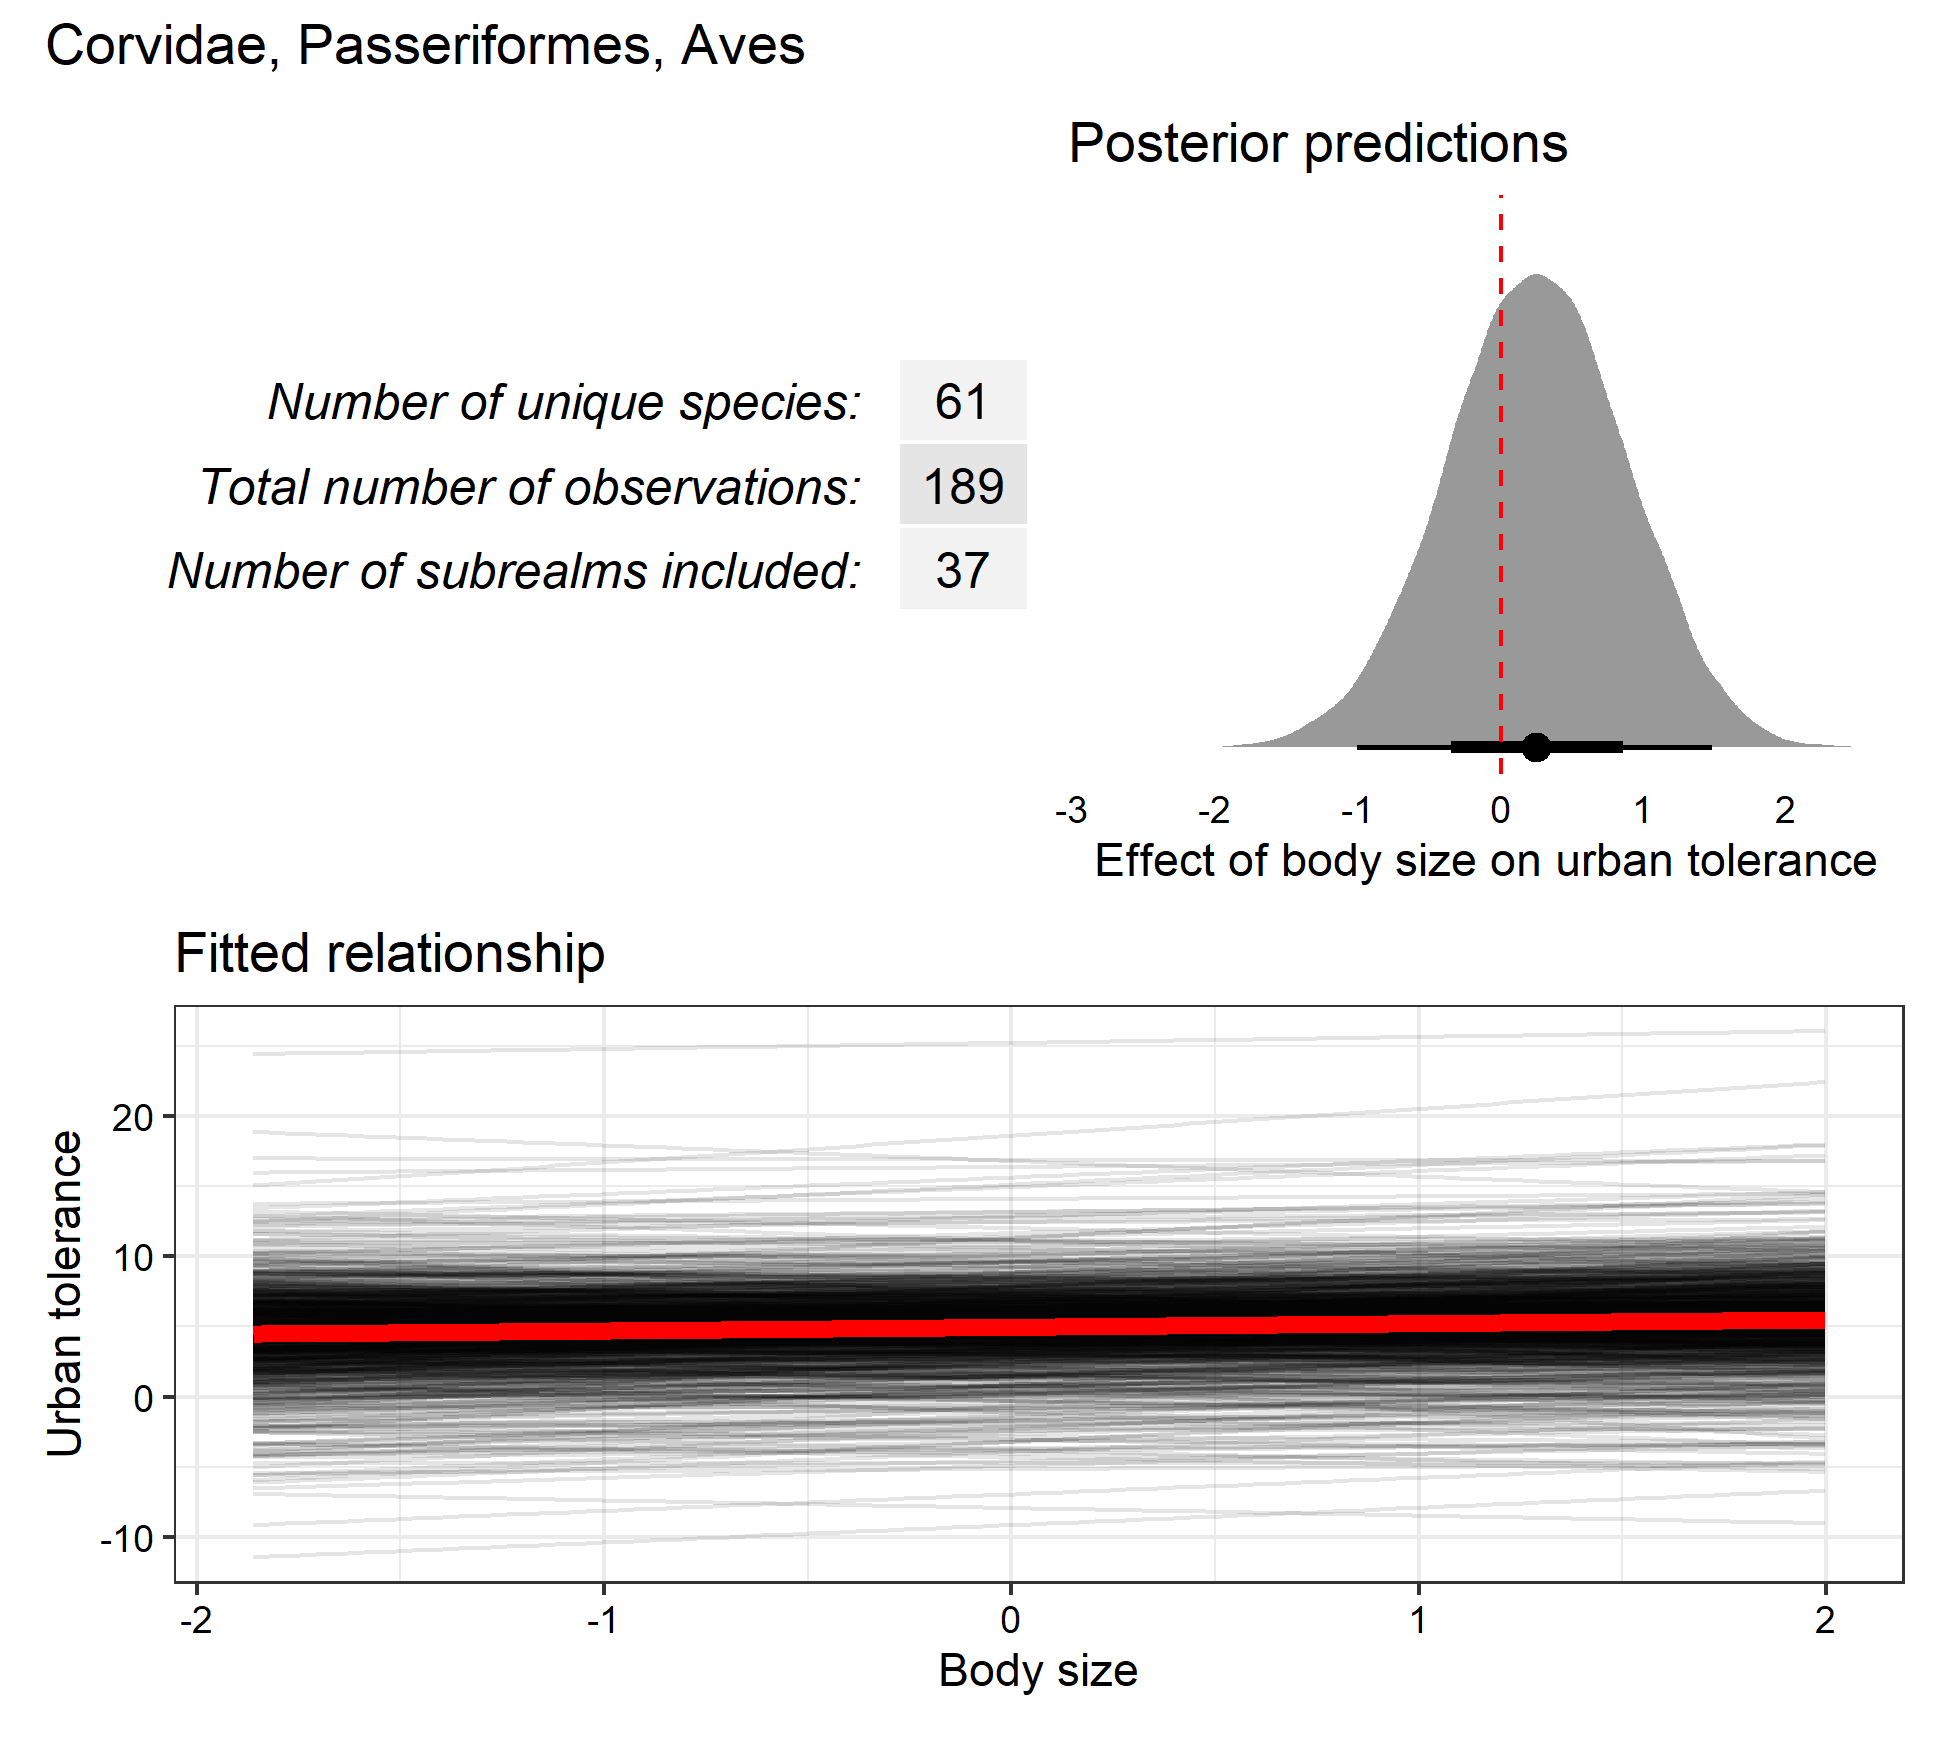 Corvidae, Passeriformes, Aves
Posterior predictions
Number of unique species: 61
Total number of observations: 189
Number of subrealms included: 37
-3 -2 -1 0 1 2
Effect of body size on urban tolerance
Fitted relationship
Urban tolerance
20
10
0
-10
-2 -1 0 1 2
Body size